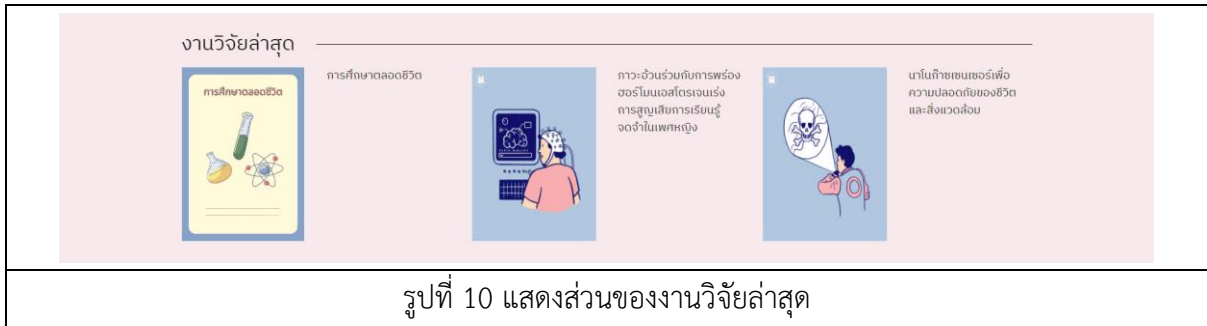 งานวิจัยล่าสุด
การศึกษาตลอดชีวิต
การศึกษาตลอดชีวิต
ภาวะอ้วนร่วมกับการพร่อง
ฮอร์โมนเอสโตรเจนเร่ง
การสูญเสียการเรียนรู้
จดจำในเพศหญิง
นาโนก๊าซเซนเซอร์เพื่อ
ความปลอดภัยของชีวิต
และสิ่งแวดล้อม
รูปที่ 10 แสดงส่วนของงานวิจัยล่าสุด